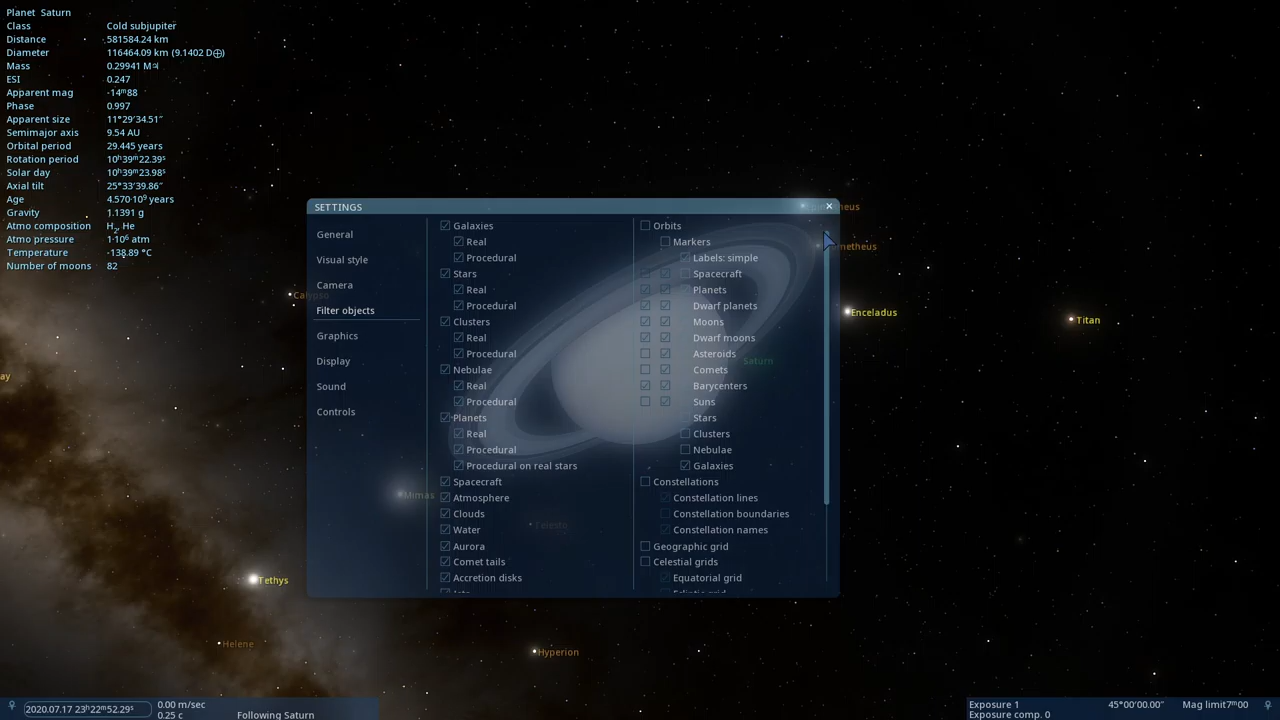 Planet Saturn
Class Cold subjupiter
Distance 581584.24 km
Diameter 116464.09 km (9.1402 D⊕)
Mass 0.29941 M♃
ESI 0.247
Apparent mag -14ᵐ88
Phase 0.997
Apparent size 11°29′34.51″
Semimajor axis 9.54 AU
Orbital period 29.445 years
Rotation period 10ʰ39ᵐ22.39ˢ
Solar day 10ʰ39ᵐ23.98ˢ
Axial tilt 25°33′39.86″
Age 4.570·10⁹ years
Gravity 1.1391 g
Atmo composition H₂, He
Atmo pressure 1·10⁶ atm
Temperature -138.89 °C
Number of moons 82
SETTINGS
General
Visual style
Camera
Filter objects
Graphics
Display
Sound
Controls
Galaxies
Real
Procedural
Stars
Real
Procedural
Clusters
Real
Procedural
Nebulae
Real
Procedural
Planets
Real
Procedural
Procedural on real stars
Spacecraft
Atmosphere
Clouds
Water
Aurora
Comet tails
Accretion disks
Orbits
Markers
Labels: simple
Spacecraft
Planets
Dwarf planets
Moons
Dwarf moons
Asteroids
Comets
Barycenters
Suns
Stars
Clusters
Nebulae
Galaxies
Constellations
Constellation lines
Constellation boundaries
Constellation names
Geographic grid
Celestial grids
Equatorial grid
Ecliptic grid
Calypso
Enceladus
Titan
Saturn
Mimas
Telesto
Tethys
Helene
Hyperion
2020.07.17 23ʰ22ᵐ52.29ˢ
0.00 m/sec
0.25 c
Following Saturn
Exposure 1
Exposure comp. 0
45°00′00.00″
Mag limit 7ᵐ00